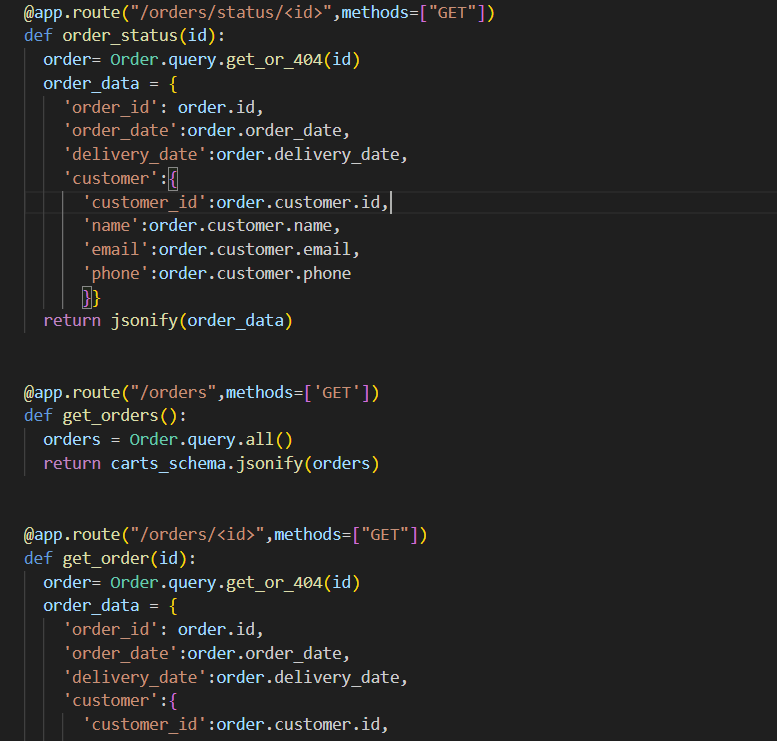 @app.route("/orders/status/<id>",methods=["GET"])
def order_status(id):
order= Order.query.get_or_404(id)
order_data = {
'order_id': order.id,
'order_date':order.order_date,
'delivery_date':order.delivery_date,
'customer':{
'customer_id':order.customer.id,
'name':order.customer.name,
'email':order.customer.email,
'phone':order.customer.phone
}}
return jsonify(order_data)
@app.route("/orders",methods=['GET'])
def get_orders():
orders = Order.query.all()
return carts_schema.jsonify(orders)
@app.route("/orders/<id>",methods=["GET"])
def get_order(id):
order= Order.query.get_or_404(id)
order_data = {
'order_id': order.id,
'order_date':order.order_date,
'delivery_date':order.delivery_date,
'customer':{
'customer_id':order.customer.id,